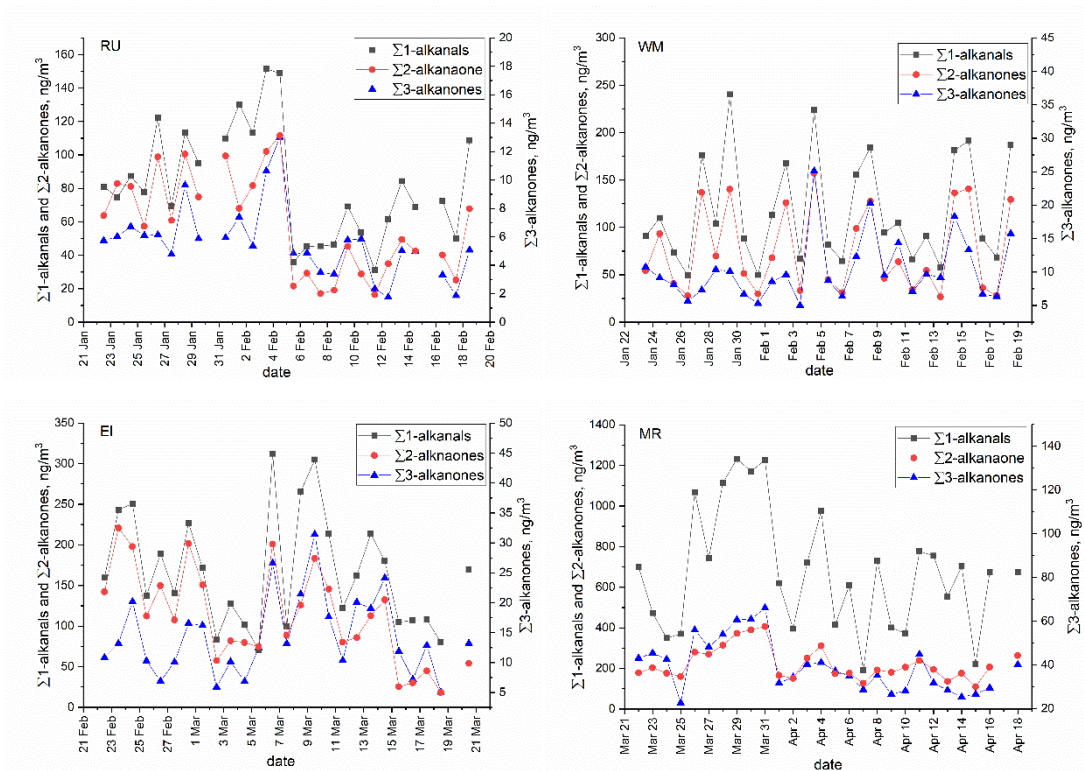 RU
∑1-alkanals
∑2-alkanaone
∑3-alkanones
∑1-alkanals and ∑2-alkanones, ng/m³
0 20 40 60 80 100 120 140 160
∑3-alkanones, ng/m³
0 2 4 6 8 10 12 14 16 18 20
21 Jan 23 Jan 25 Jan 27 Jan 29 Jan 31 Jan 2 Feb 4 Feb 6 Feb 8 Feb 10 Feb 12 Feb 14 Feb 16 Feb 18 Feb 20 Feb
date
WM
∑1-alkanals
∑2-alkanones
∑3-alkanones
∑1-alkanals and ∑2-alkanones, ng/m³
0 50 100 150 200 250 300
∑3-alkanones, ng/m³
5 10 15 20 25 30 35 40 45
Jan 22 Jan 24 Jan 26 Jan 28 Jan 30 Feb 1 Feb 3 Feb 5 Feb 7 Feb 9 Feb 11 Feb 13 Feb 15 Feb 17 Feb 19
date
EI
∑1-alkanals
∑2-alknaones
∑3-alkanones
∑1-alkanals and ∑2-alkanones, ng/m³
0 50 100 150 200 250 300 350
∑3-alkanones, ng/m³
5 10 15 20 25 30 35 40 45 50
21 Feb 23 Feb 25 Feb 27 Feb 1 Mar 3 Mar 5 Mar 7 Mar 9 Mar 11 Mar 13 Mar 15 Mar 17 Mar 19 Mar 21 Mar
date
MR
∑1-alkanals
∑2-alkanaone
∑3-alkanones
∑1-alkanals and ∑2-alkanones, ng/m³
0 200 400 600 800 1000 1200 1400
∑3-alkanones, ng/m³
20 40 60 80 100 120 140
Mar 21 Mar 23 Mar 25 Mar 27 Mar 29 Mar 31 Apr 2 Apr 4 Apr 6 Apr 8 Apr 10 Apr 12 Apr 14 Apr 16 Apr 18
date